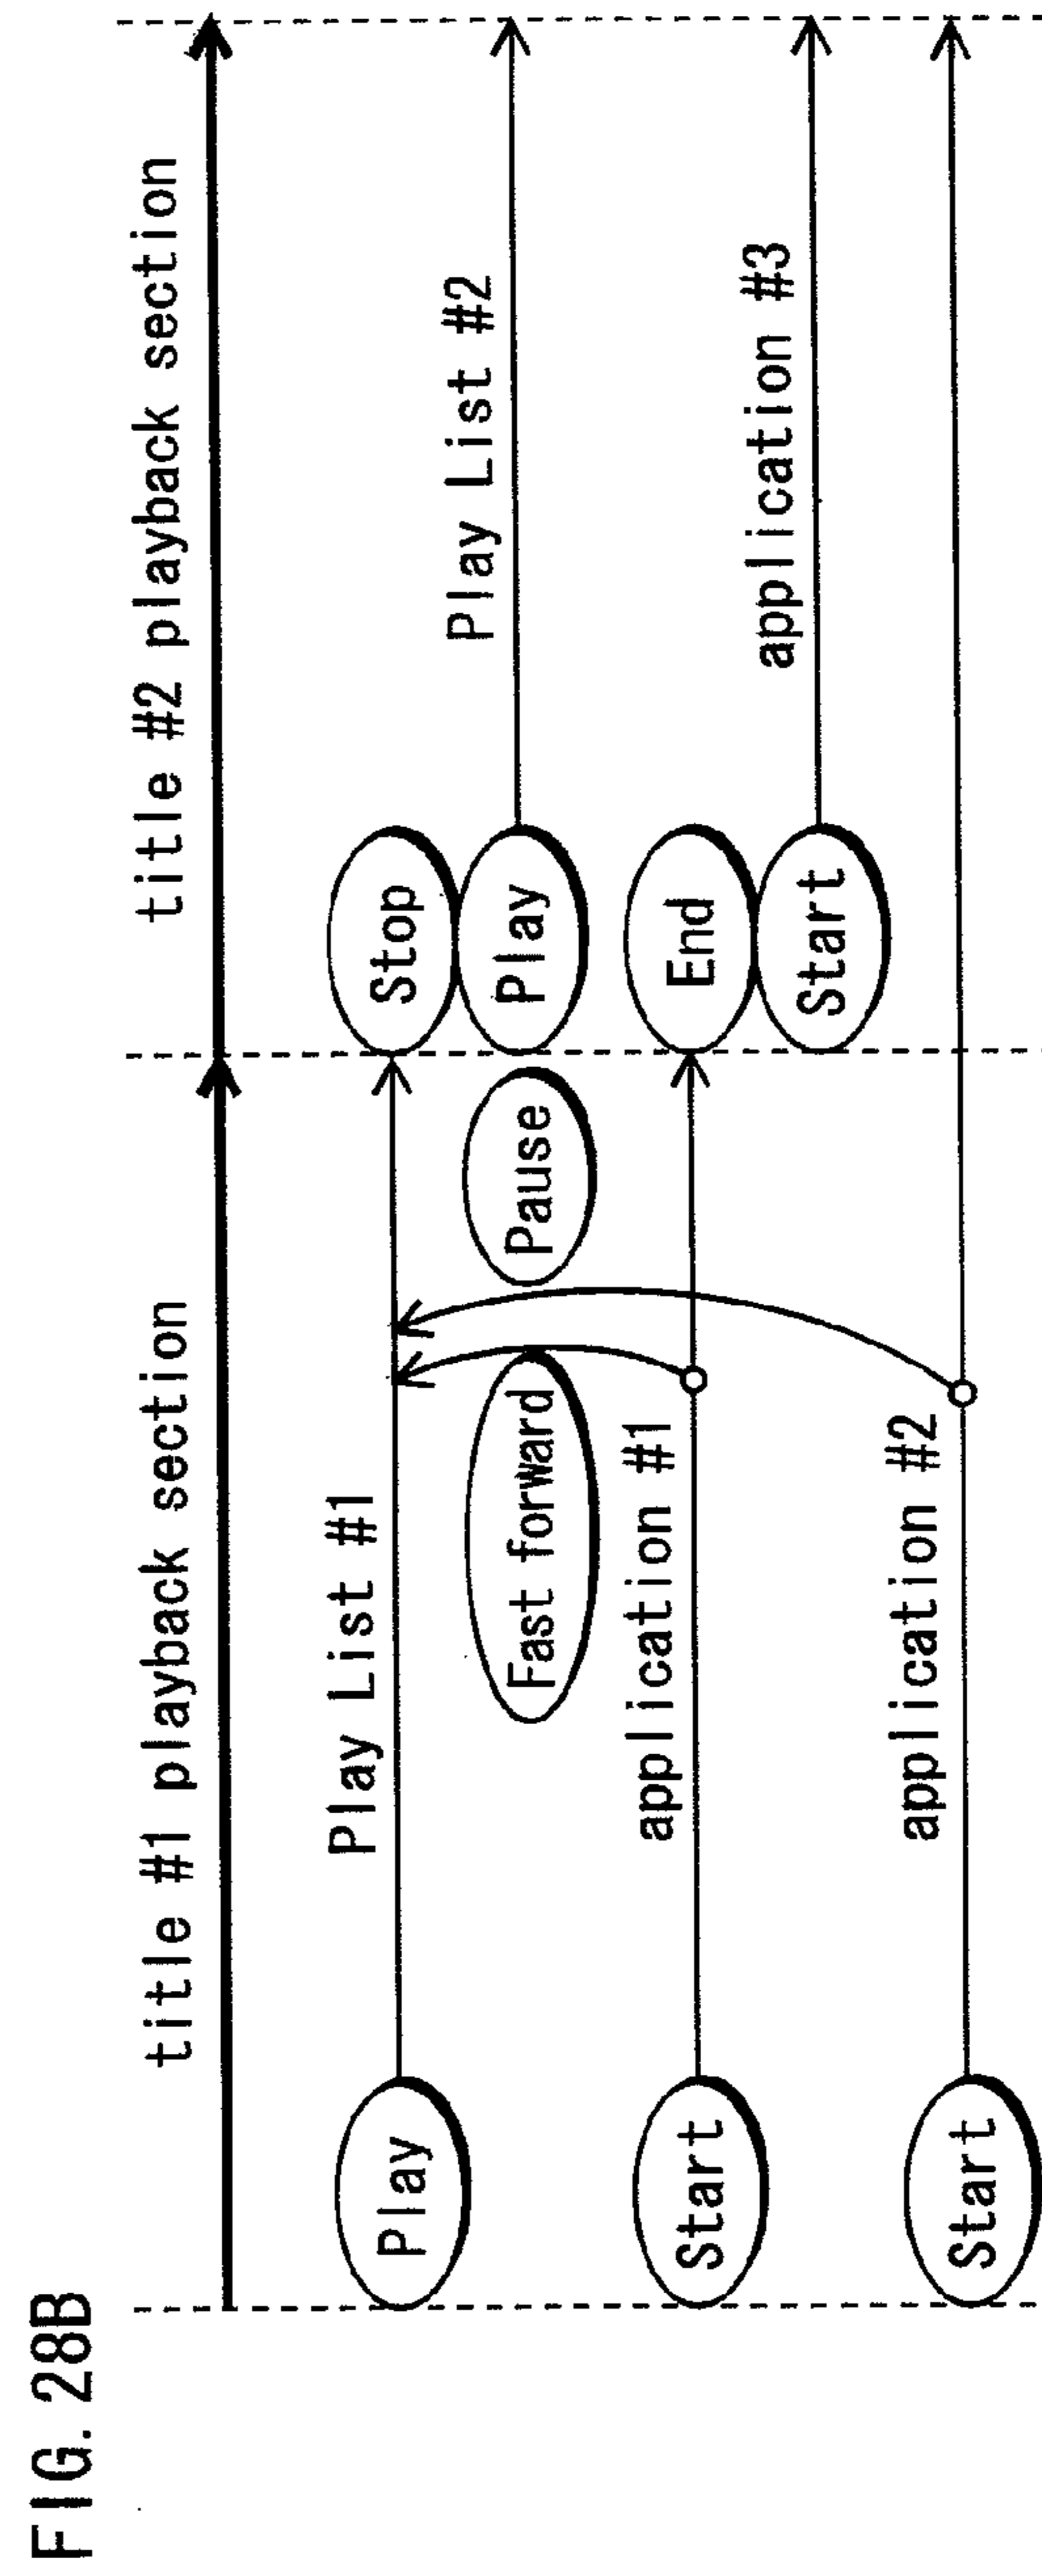 FIG. 28B
title #1 playback section
title #2 playback section
Play
Play List #1
Stop
Fast forward
Pause
Play
Play List #2
Start
application #1
End
Start
application #3
Start
application #2